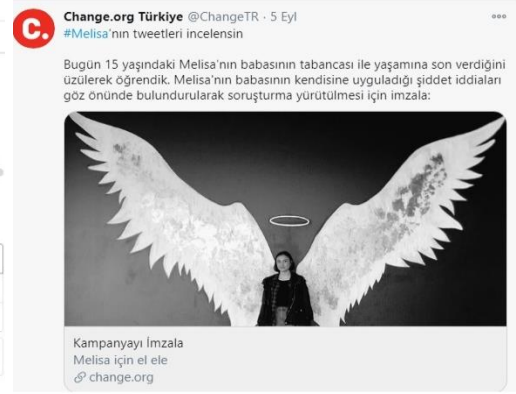 Change.org Türkiye @ChangeTR · 5 Eyl
#Melisa'nın tweetleri incelensin
Bugün 15 yaşındaki Melisa'nın babasının tabancası ile yaşamına son verdiğini
üzülerek öğrendik. Melisa'nın babasının kendisine uyguladığı şiddet iddiaları
göz önünde bulundurularak soruşturma yürütülmesi için imzala:
Kampanyayı İmzala
Melisa için el ele
change.org